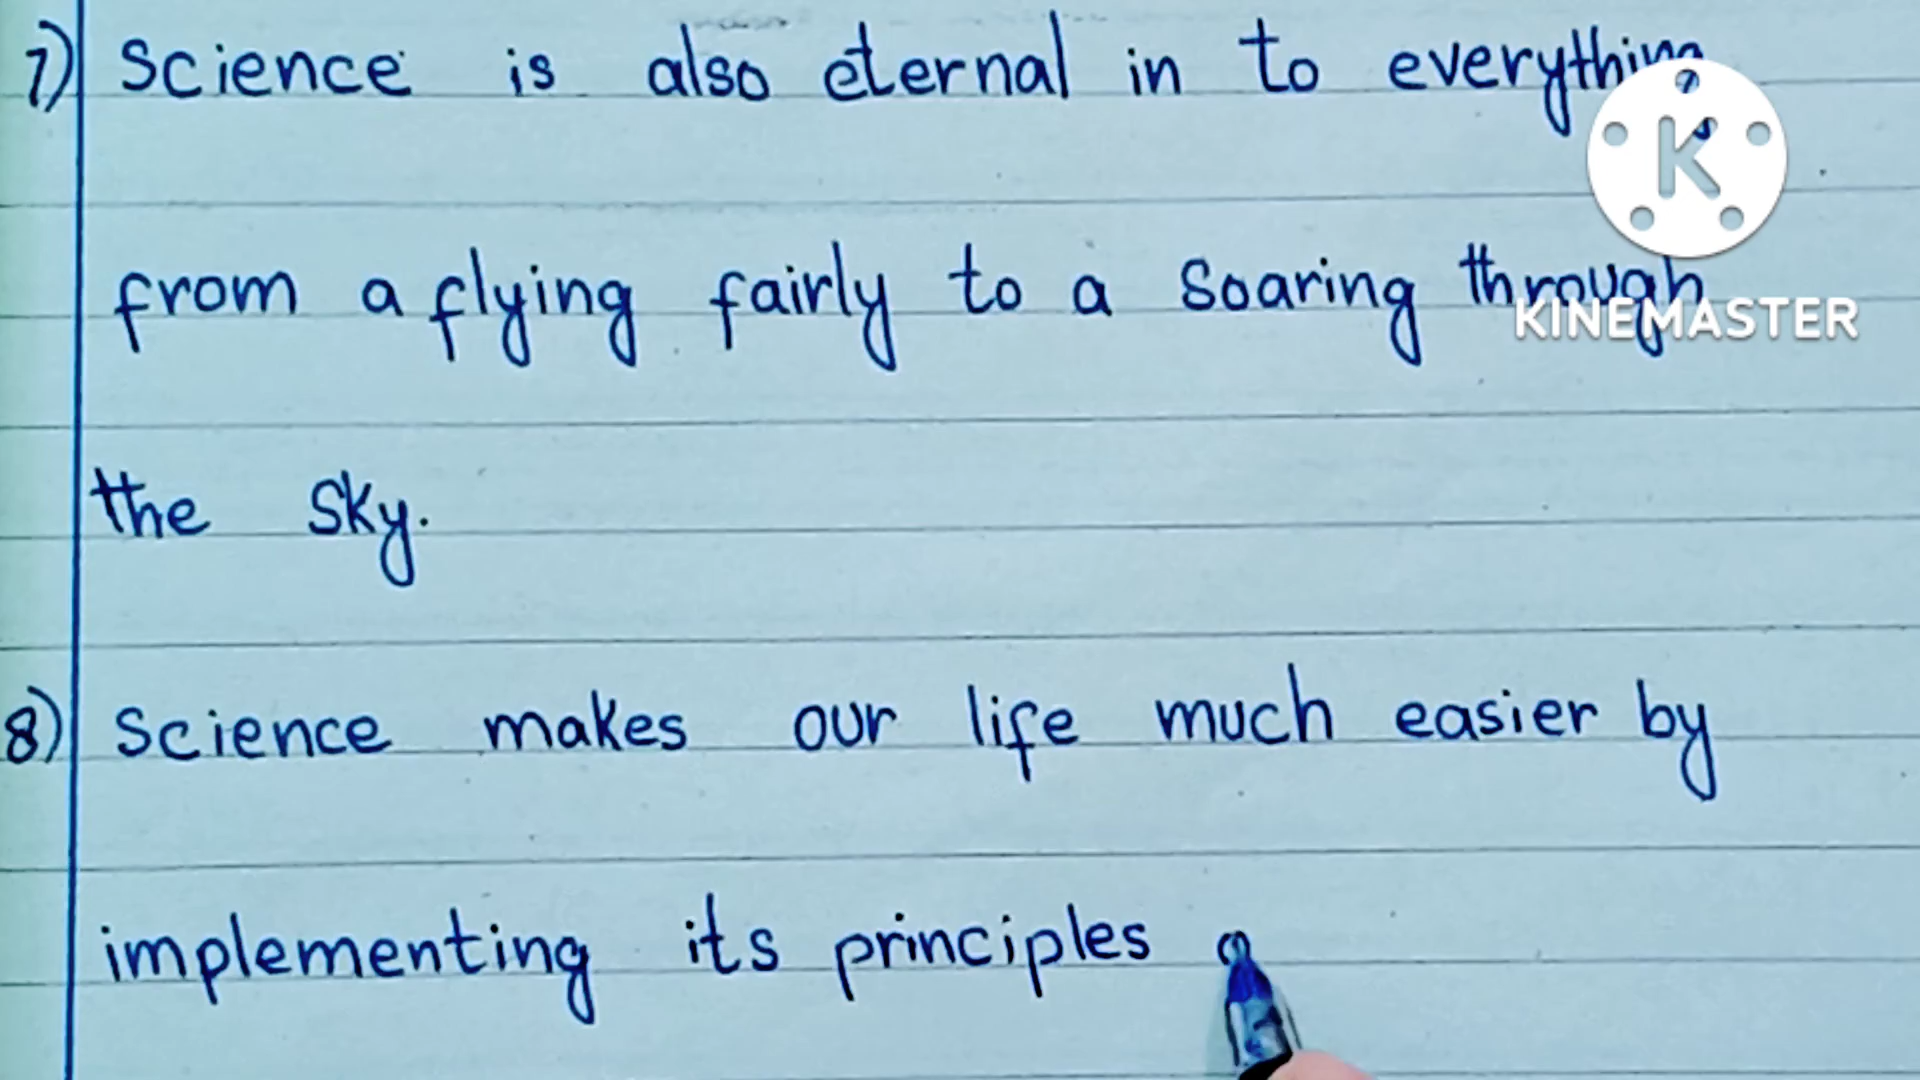 7) Science is also eternal in to everything
from a flying fairly to a soaring through
the sky.
8) Science makes our life much easier by
implementing its principles
K
KINEMASTER